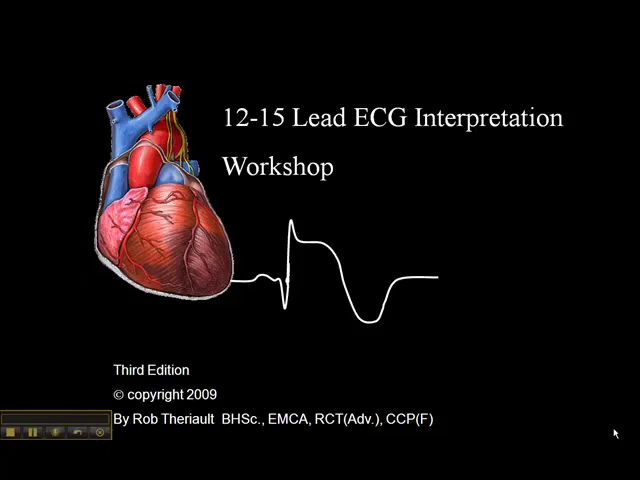 12-15 Lead ECG Interpretation
Workshop
Third Edition
© copyright 2009
By Rob Theriault  BHSc., EMCA, RCT(Adv.), CCP(F)